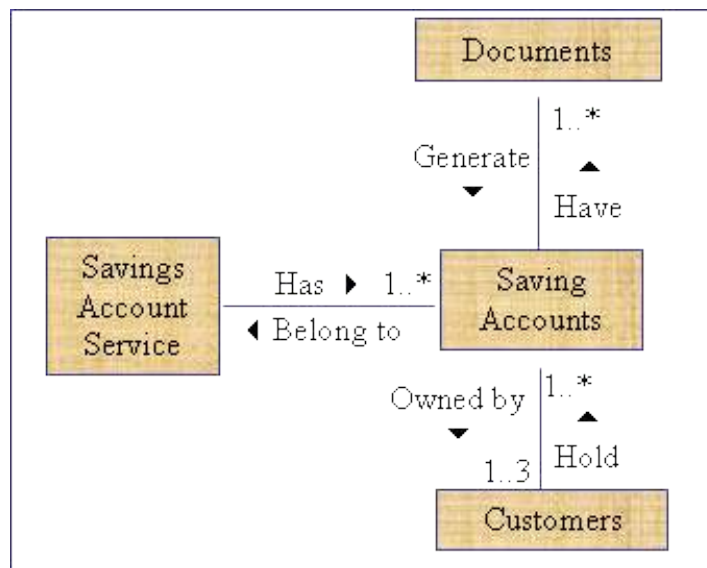 Documents
1..*
Generate
Have
Savings
Account
Service
Has 1..*
Belong to
Saving
Accounts
1..*
Owned by
Hold
1..3
Customers